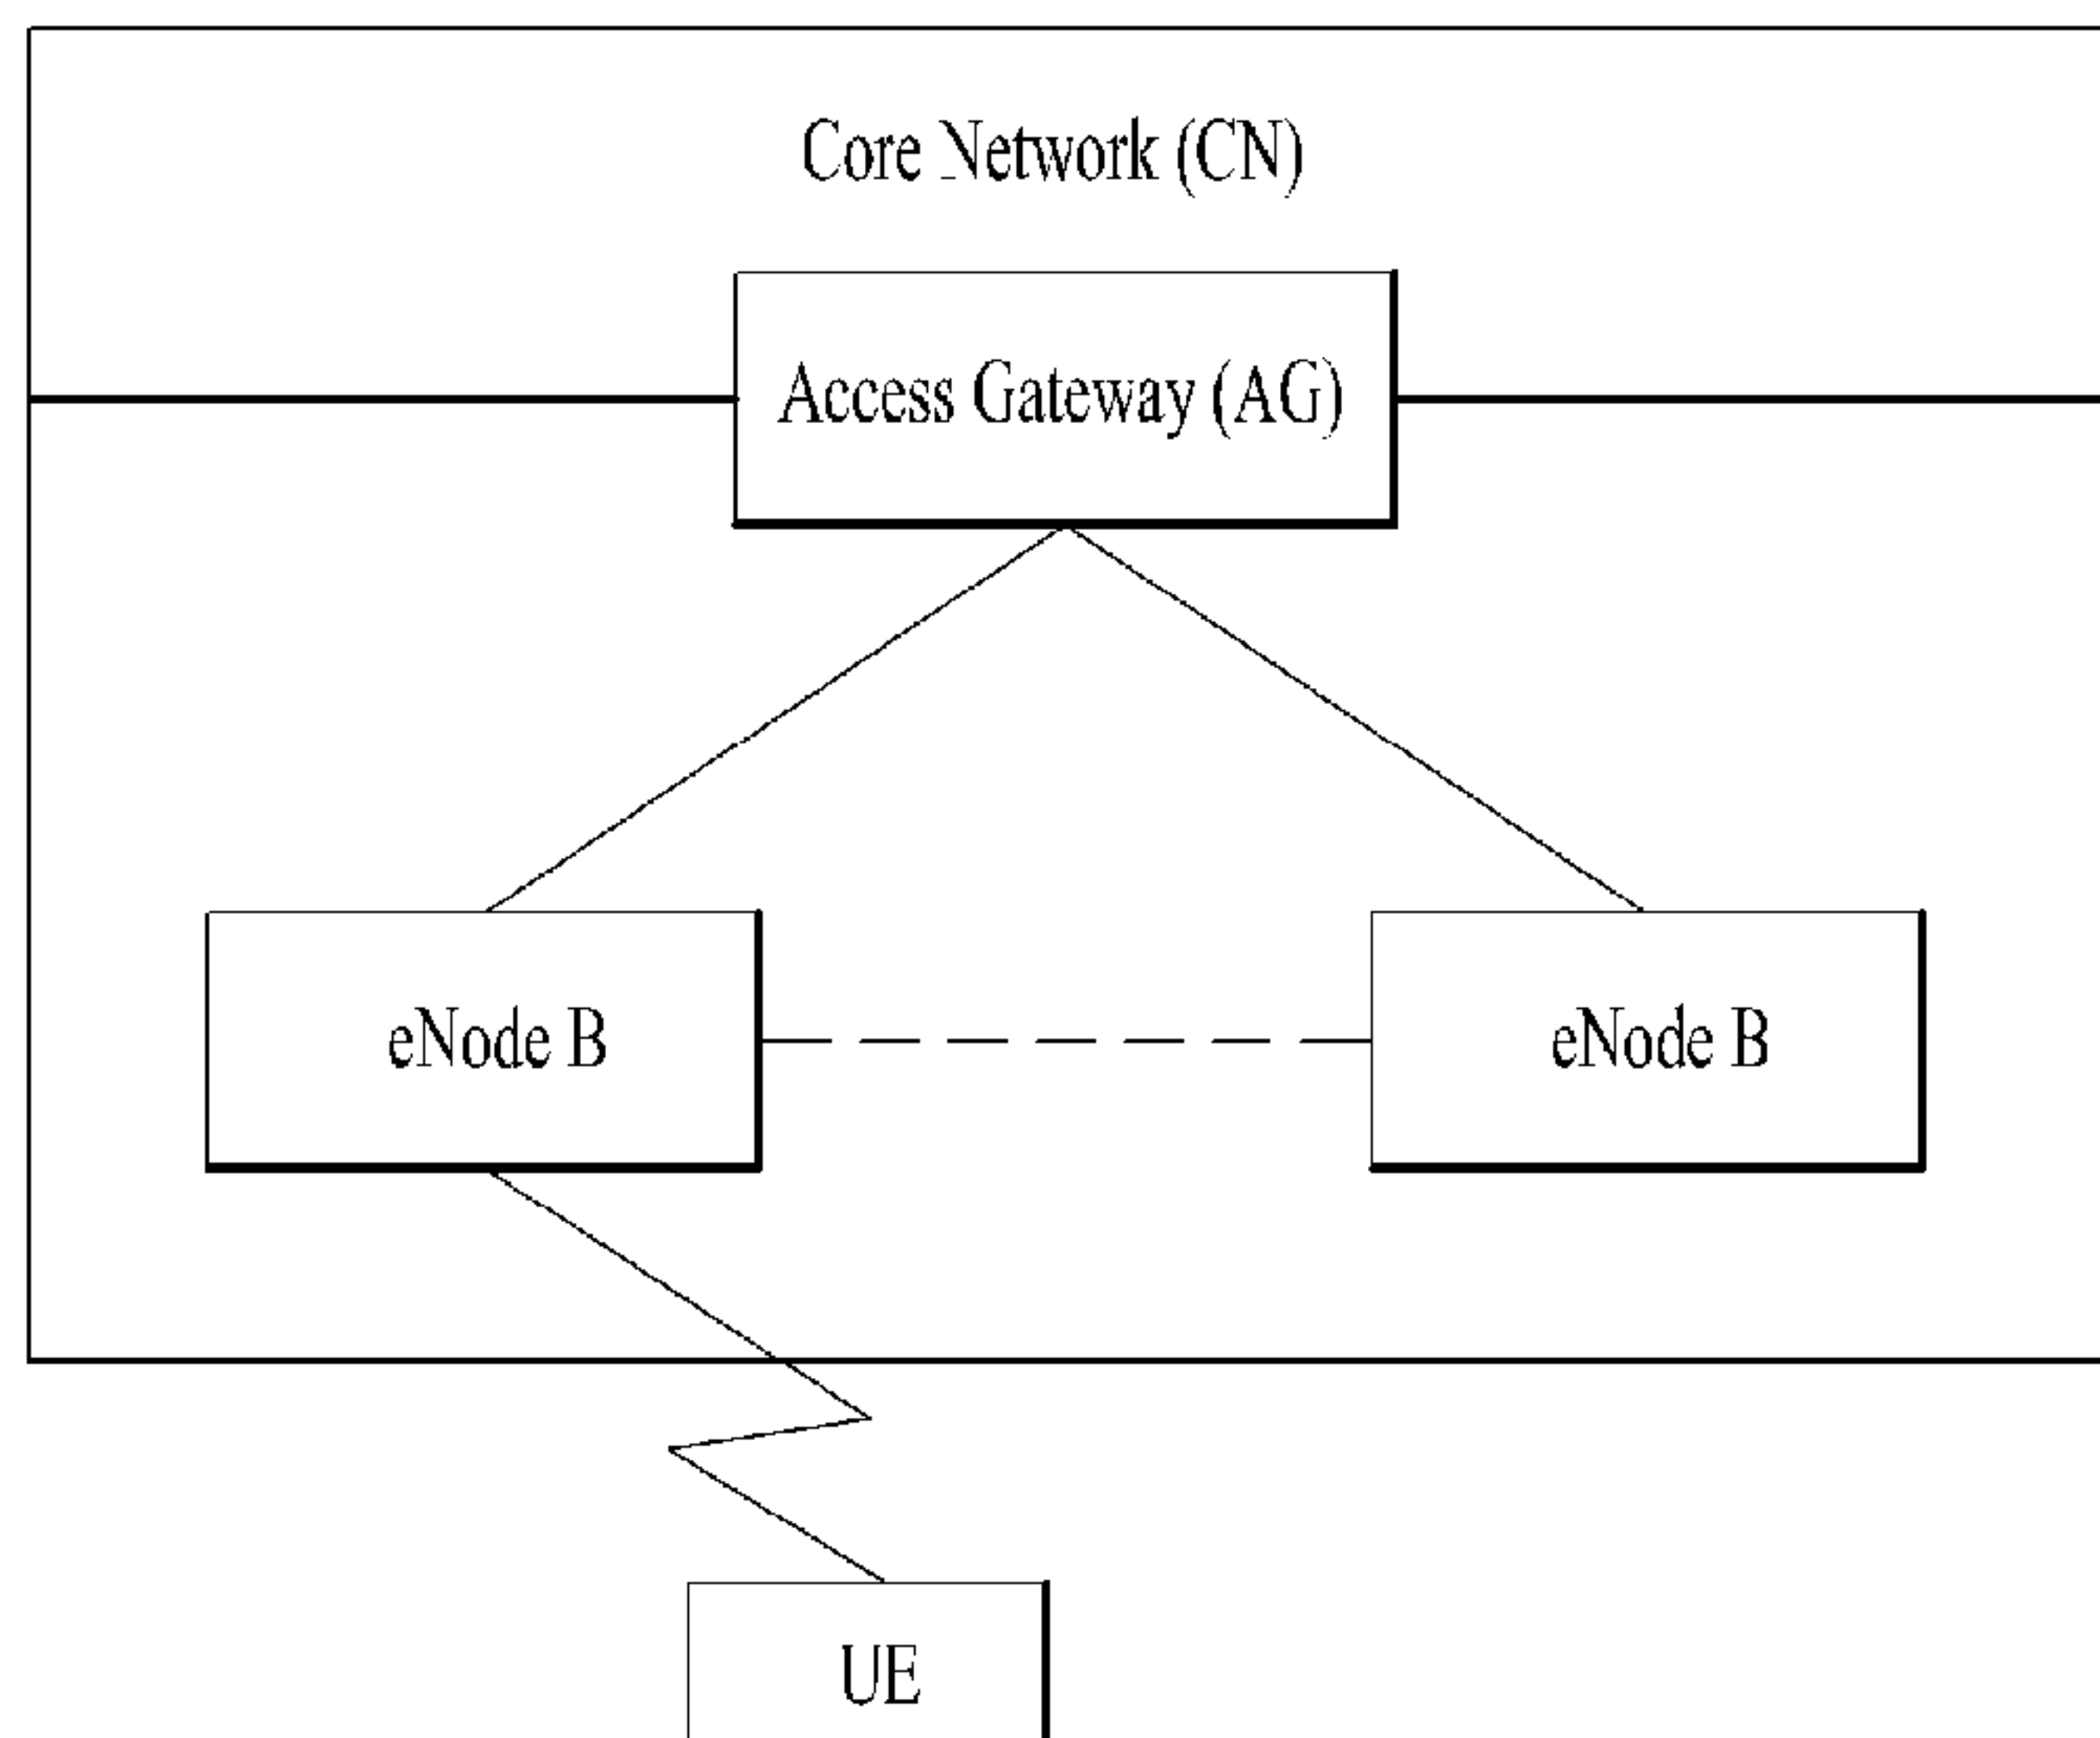 Core Network (CN)
Access Gateway (AG)
eNode B
eNode B
UE